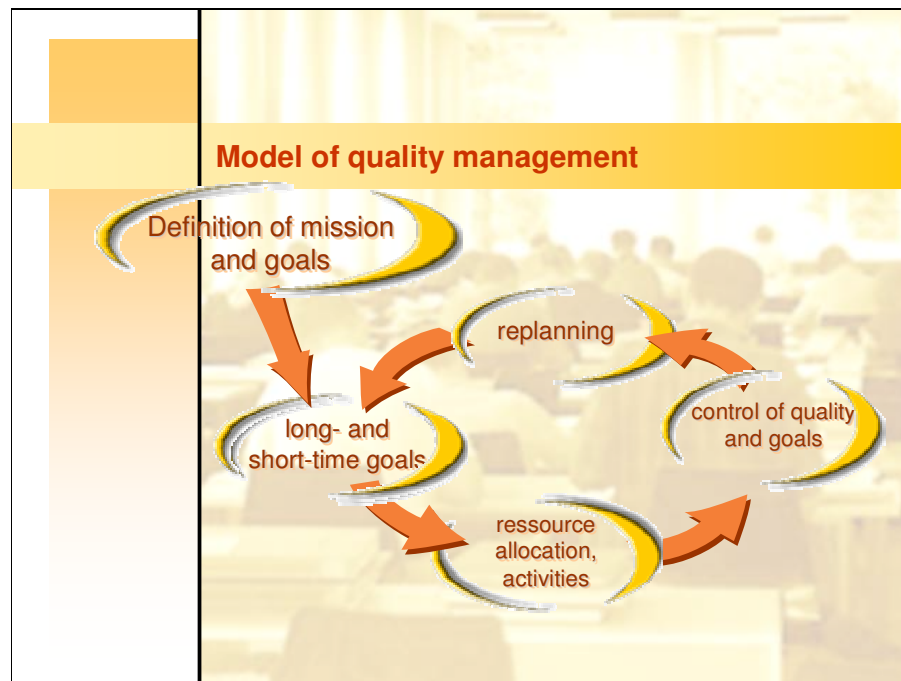 Model of quality management
Definition of mission
and goals
replanning
long- and
short-time goals
control of quality
and goals
ressource
allocation,
activities